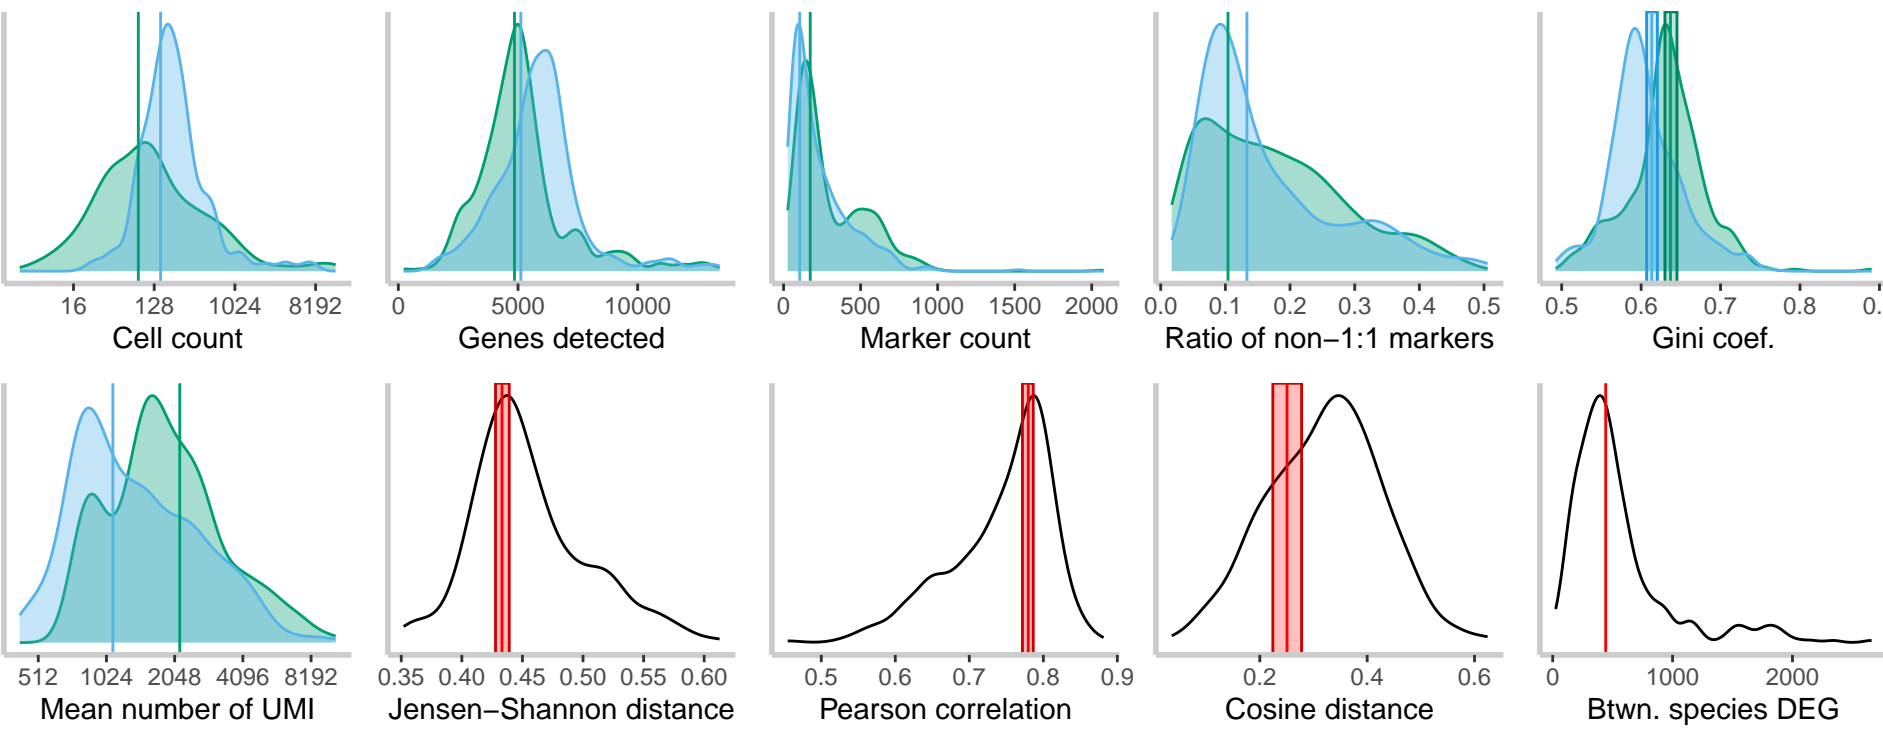 16 128 1024 8192
Cell count
0 5000 10000
Genes detected
0 500 1000 1500 2000
Marker count
0.0 0.1 0.2 0.3 0.4 0.5
Ratio of non−1:1 markers
0.5 0.6 0.7 0.8 0.
Gini coef.
512 1024 2048 4096 8192
Mean number of UMI
0.35 0.40 0.45 0.50 0.55 0.60
Jensen−Shannon distance
0.5 0.6 0.7 0.8 0.9
Pearson correlation
0.2 0.4 0.6
Cosine distance
0 1000 2000
Btwn. species DEG